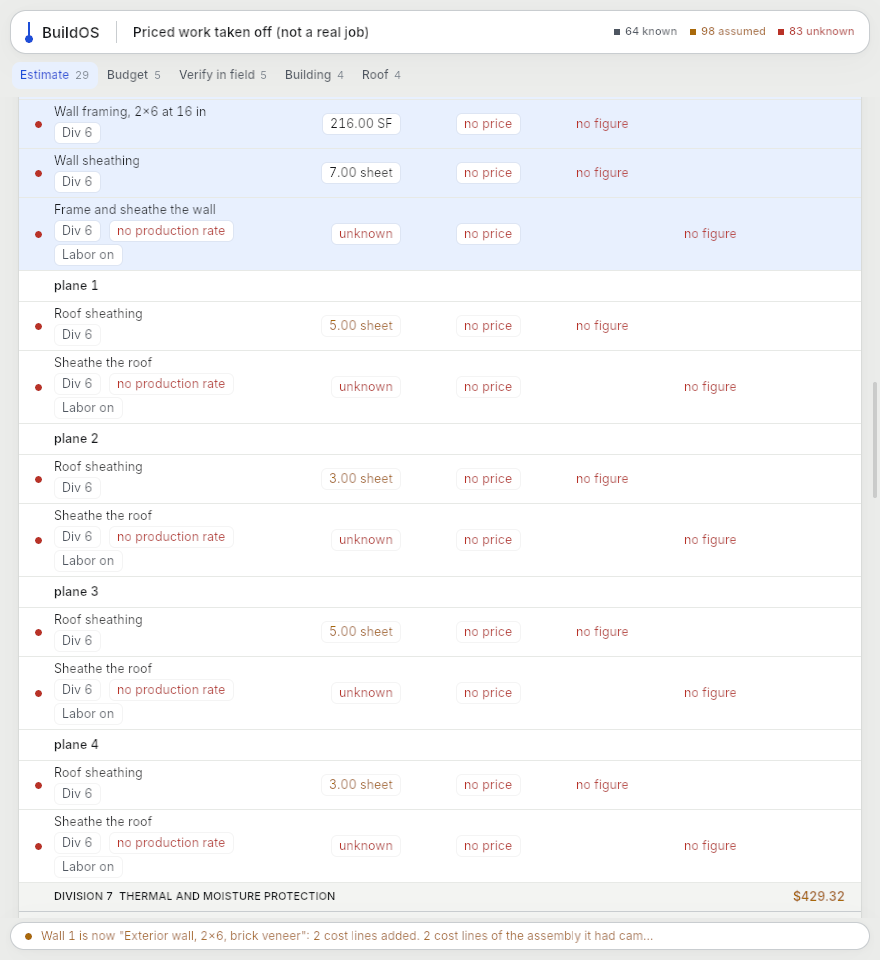 BuildOS
Priced work taken off (not a real job)
64 known
98 assumed
83 unknown
Estimate 29
Budget 5
Verify in field 5
Building 4
Roof 4
Wall framing, 2×6 at 16 in
Div 6
216.00 SF
no price
no figure
Wall sheathing
Div 6
7.00 sheet
no price
no figure
Frame and sheathe the wall
Div 6
no production rate
Labor on
unknown
no price
no figure
plane 1
Roof sheathing
Div 6
5.00 sheet
no price
no figure
Sheathe the roof
Div 6
no production rate
Labor on
unknown
no price
no figure
plane 2
Roof sheathing
Div 6
3.00 sheet
no price
no figure
Sheathe the roof
Div 6
no production rate
Labor on
unknown
no price
no figure
plane 3
Roof sheathing
Div 6
5.00 sheet
no price
no figure
Sheathe the roof
Div 6
no production rate
Labor on
unknown
no price
no figure
plane 4
Roof sheathing
Div 6
3.00 sheet
no price
no figure
Sheathe the roof
Div 6
no production rate
Labor on
unknown
no price
no figure
DIVISION 7 THERMAL AND MOISTURE PROTECTION
$429.32
Wall 1 is now "Exterior wall, 2×6, brick veneer": 2 cost lines added. 2 cost lines of the assembly it had cam...